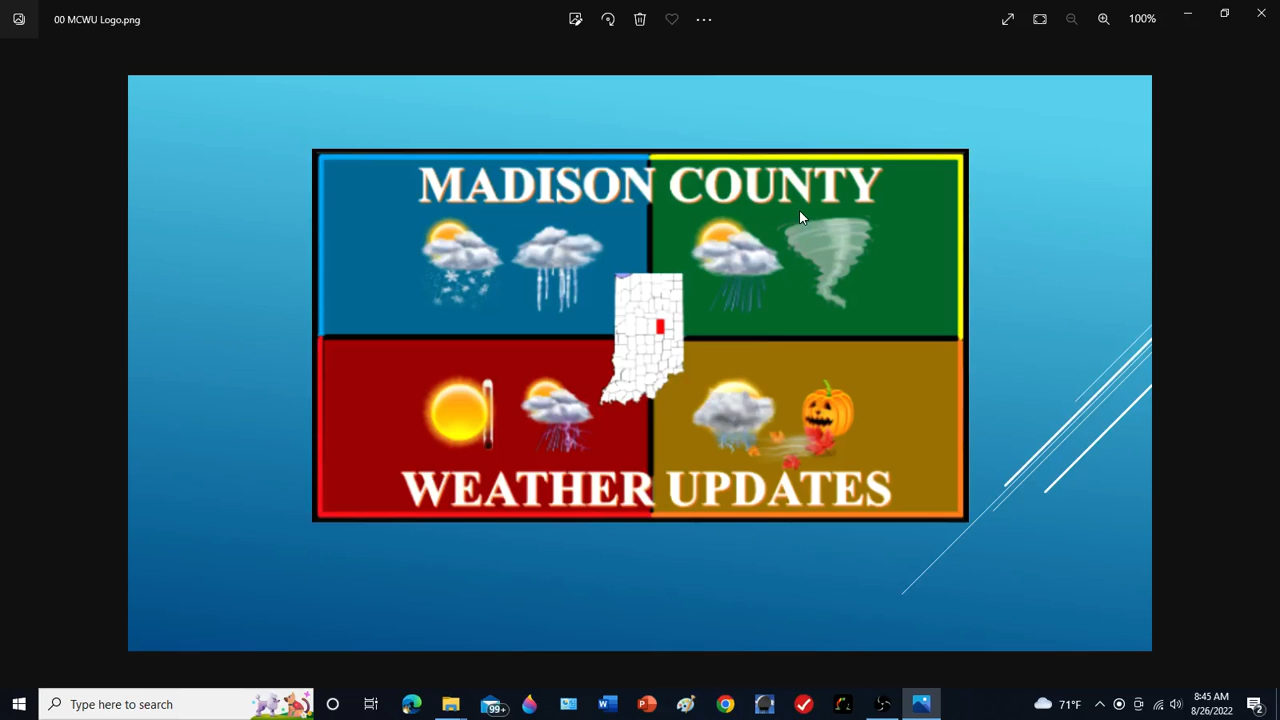 00 MCWU Logo.png
100%
MADISON COUNTY
WEATHER UPDATES
Type here to search
99+
71°F
8:45 AM
8/26/2022
2